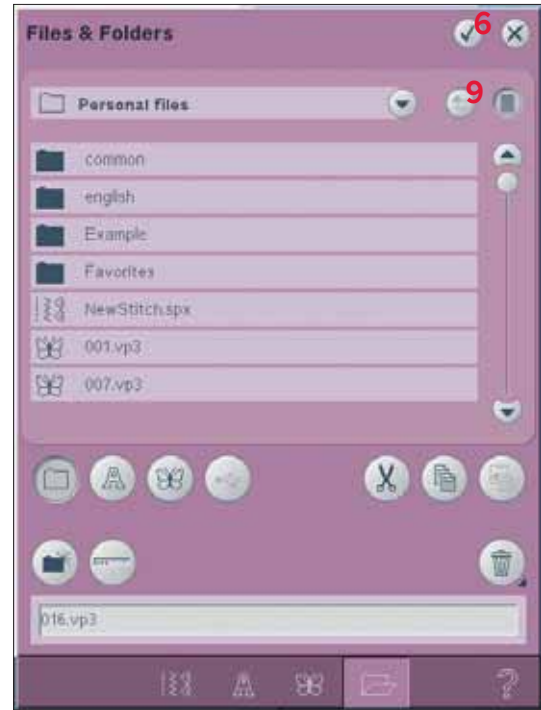 Files & Folders
6
9
Personal files
common
english
Example
Favorites
NewStitch.spx
001.vp3
007.vp3
016.vp3
?